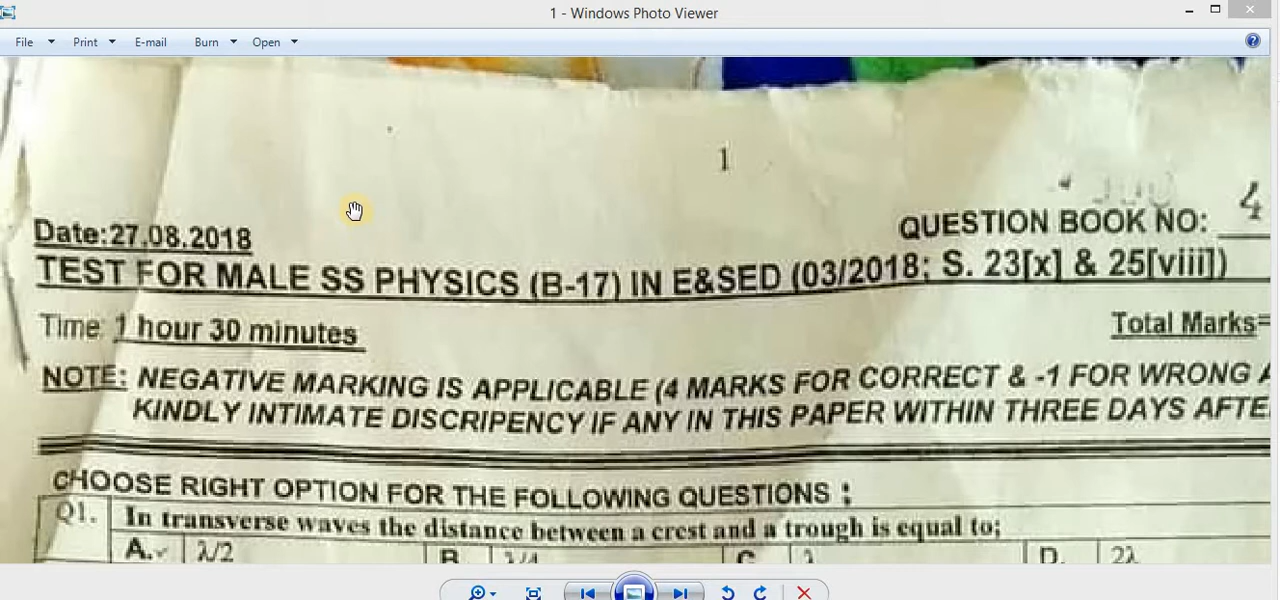 1 - Windows Photo Viewer
File Print E-mail Burn Open
1
Date:27.08.2018
QUESTION BOOK NO: 4
TEST FOR MALE SS PHYSICS (B-17) IN E&SED (03/2018; S. 23[x] & 25[viii])
Time: 1 hour 30 minutes
Total Marks=
NOTE: NEGATIVE MARKING IS APPLICABLE (4 MARKS FOR CORRECT & -1 FOR WRONG A
KINDLY INTIMATE DISCRIPENCY IF ANY IN THIS PAPER WITHIN THREE DAYS AFTE
CHOOSE RIGHT OPTION FOR THE FOLLOWING QUESTIONS :
Q1. In transverse waves the distance between a crest and a trough is equal to;
A. λ/2 B. λ/4 C. λ D. 2λ